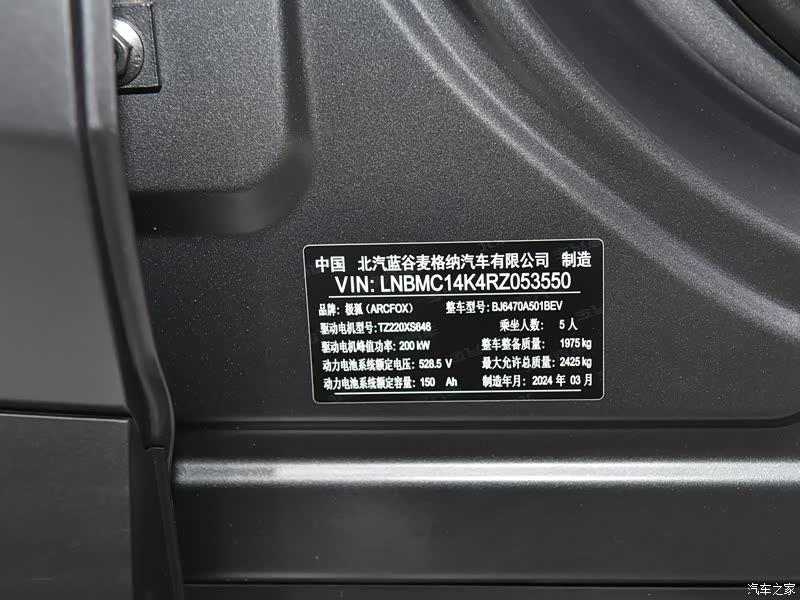 中国 北汽蓝谷麦格纳汽车有限公司 制造
VIN: LNBMC14K4RZ053550
品牌: 极狐 (ARCFOX) 整车型号: BJ6470A501BEV
驱动电机型号: TZ220XS646 乘坐人数: 5 人
驱动电机峰值功率: 200 kW 整车整备质量: 1975 kg
动力电池系统额定电压: 528.5 V 最大允许总质量: 2425 kg
动力电池系统额定容量: 150 Ah 制造年月: 2024 年 03 月
汽车之家